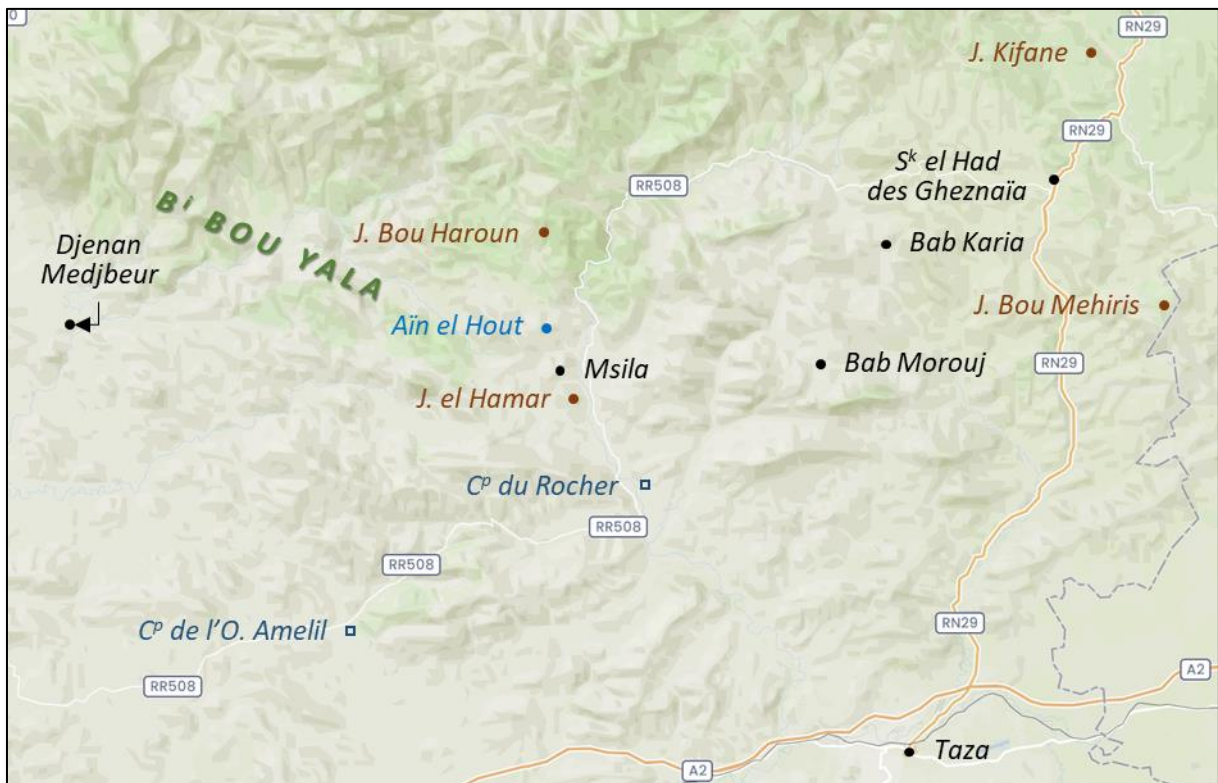 0
RN29
J. Kifane
RN29
Sᵏ el Had
des Gheznaïa
RR508
Bⁱ BOU YALA
J. Bou Haroun
Bab Karia
Djenan
Medjbeur
J. Bou Mehiris
Aïn el Hout
Msila
Bab Morouj
RN29
J. el Hamar
Cᵖ du Rocher
RR508
RR508
Cᵖ de l’O. Amelil
RN29
RR508
A2
Taza
A2